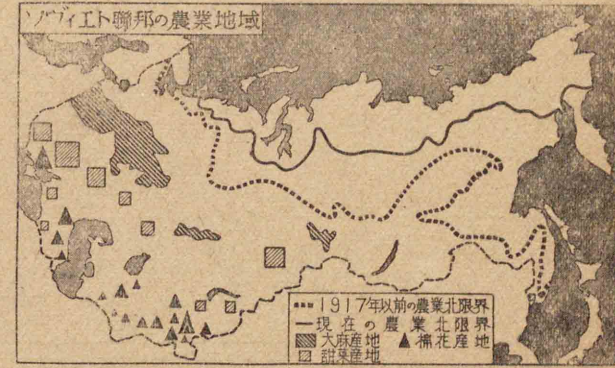 ソヴィエト聯邦の農業地域
1917年以前の農業北限界
現在の農業北限界
大麻産地 棉花産地
甜菜産地